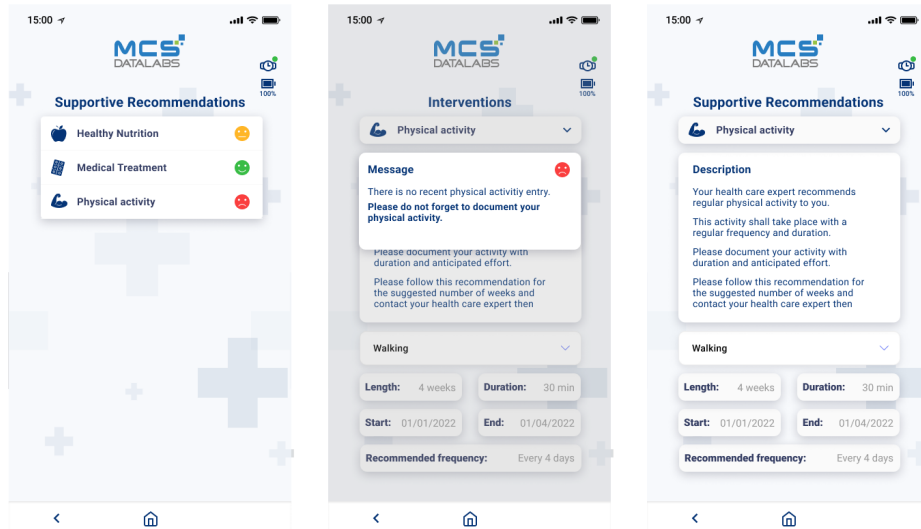 15:00
MCS
DATALABS
100%
Supportive Recommendations
Healthy Nutrition
Medical Treatment
Physical activity
15:00
MCS
DATALABS
100%
Interventions
Physical activity
Message
There is no recent physical activitiy entry.
Please do not forget to document your
physical activity.
Please document your activity with
duration and anticipated effort.
Please follow this recommendation for
the suggested number of weeks and
contact your health care expert then
Walking
Length: 4 weeks
Duration: 30 min
Start: 01/01/2022
End: 01/04/2022
Recommended frequency: Every 4 days
15:00
MCS
DATALABS
100%
Supportive Recommendations
Physical activity
Description
Your health care expert recommends
regular physical activity to you.
This activity shall take place with a
regular frequency and duration.
Please document your activity with
duration and anticipated effort.
Please follow this recommendation for
the suggested number of weeks and
contact your health care expert then
Walking
Length: 4 weeks
Duration: 30 min
Start: 01/01/2022
End: 01/04/2022
Recommended frequency: Every 4 days